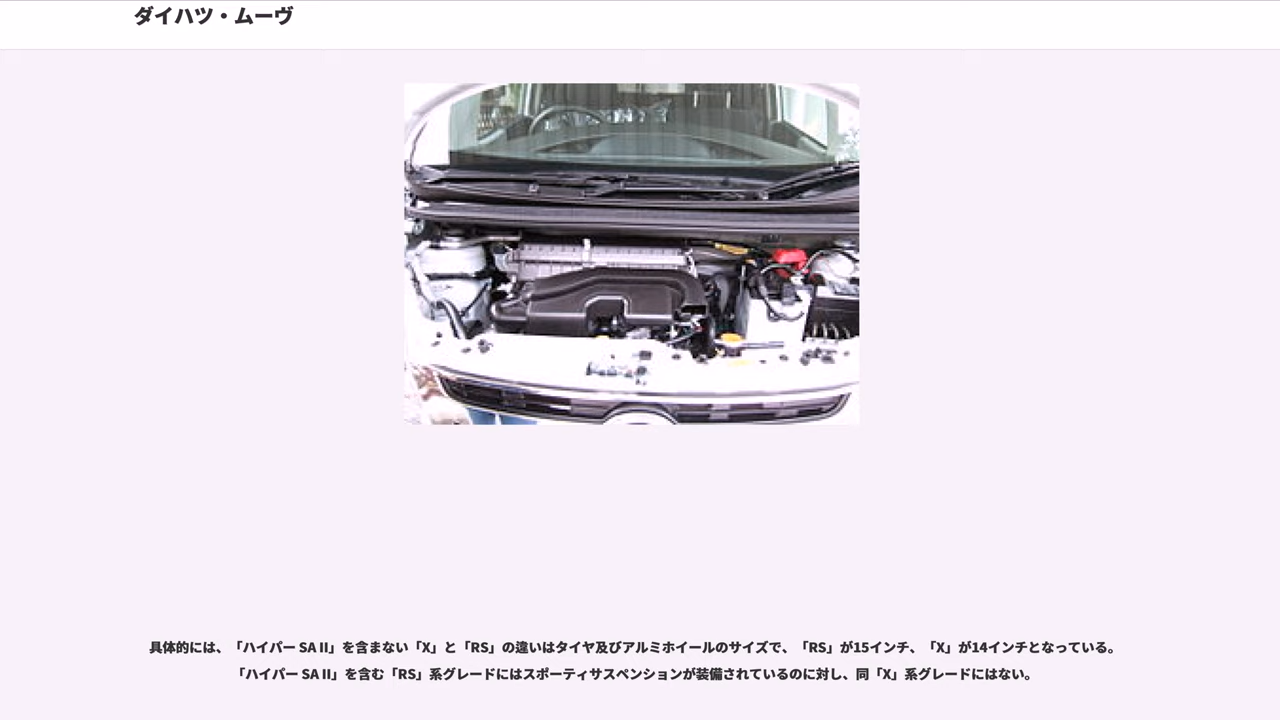 ダイハツ・ムーヴ
具体的には、「ハイパー SA II」を含まない「X」と「RS」の違いはタイヤ及びアルミホイールのサイズで、「RS」が15インチ、「X」が14インチとなっている。
「ハイパー SA II」を含む「RS」系グレードにはスポーティサスペンションが装備されているのに対し、同「X」系グレードにはない。